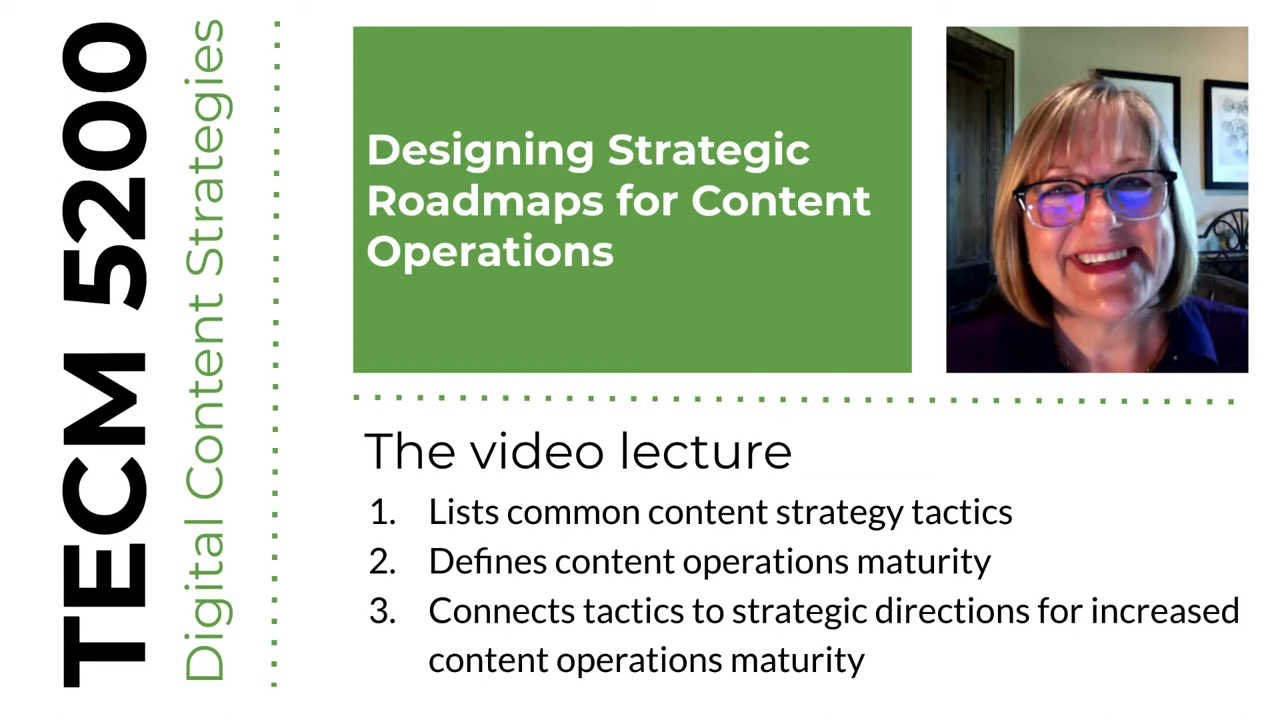 TECM 5200
Digital Content Strategies
Designing Strategic
Roadmaps for Content
Operations
The video lecture
1. Lists common content strategy tactics
2. Defines content operations maturity
3. Connects tactics to strategic directions for increased
content operations maturity